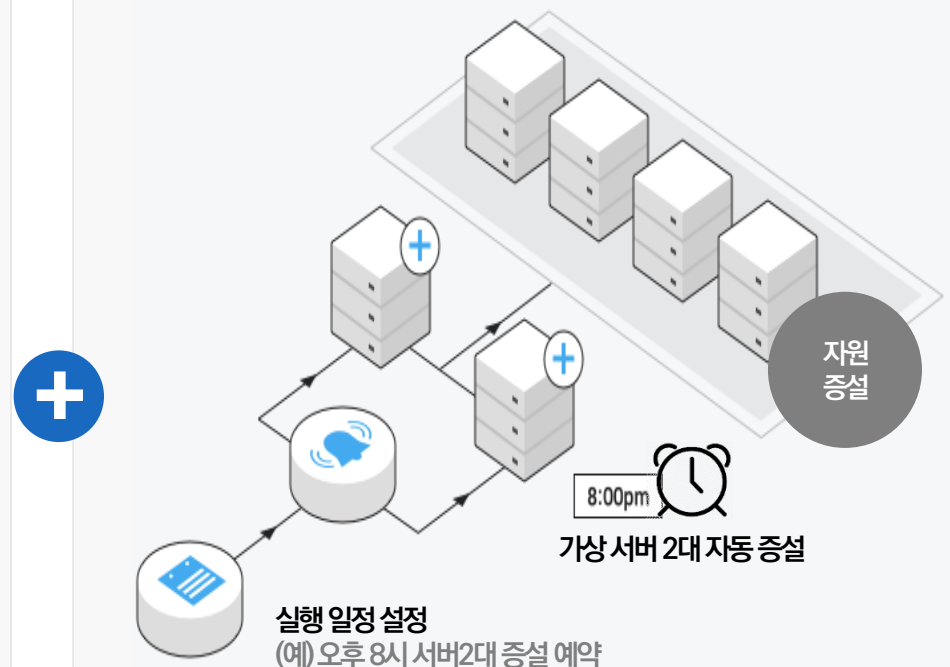 자원
증설
8:00pm
가상 서버 2대 자동 증설
실행 일정 설정
(예) 오후 8시 서버2대 증설 예약